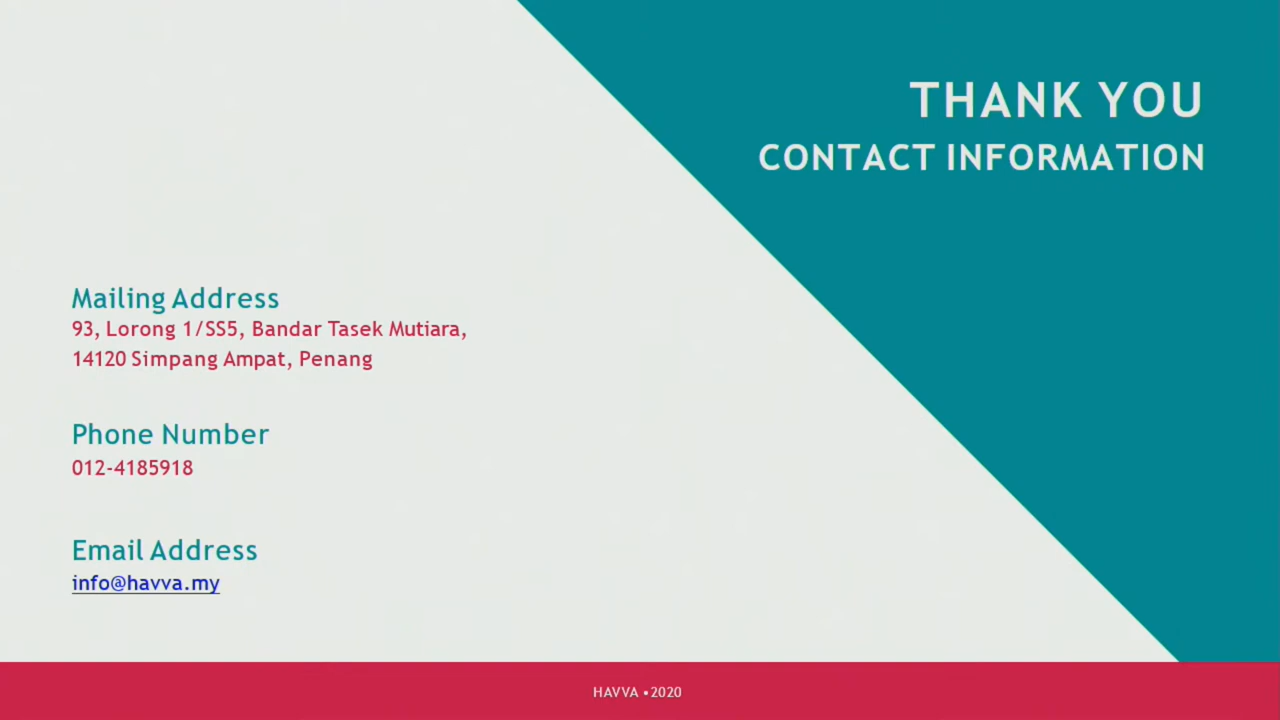 THANK YOU
CONTACT INFORMATION
Mailing Address
93, Lorong 1/SS5, Bandar Tasek Mutiara,
14120 Simpang Ampat, Penang
Phone Number
012-4185918
Email Address
info@havva.my
HAVVA •2020